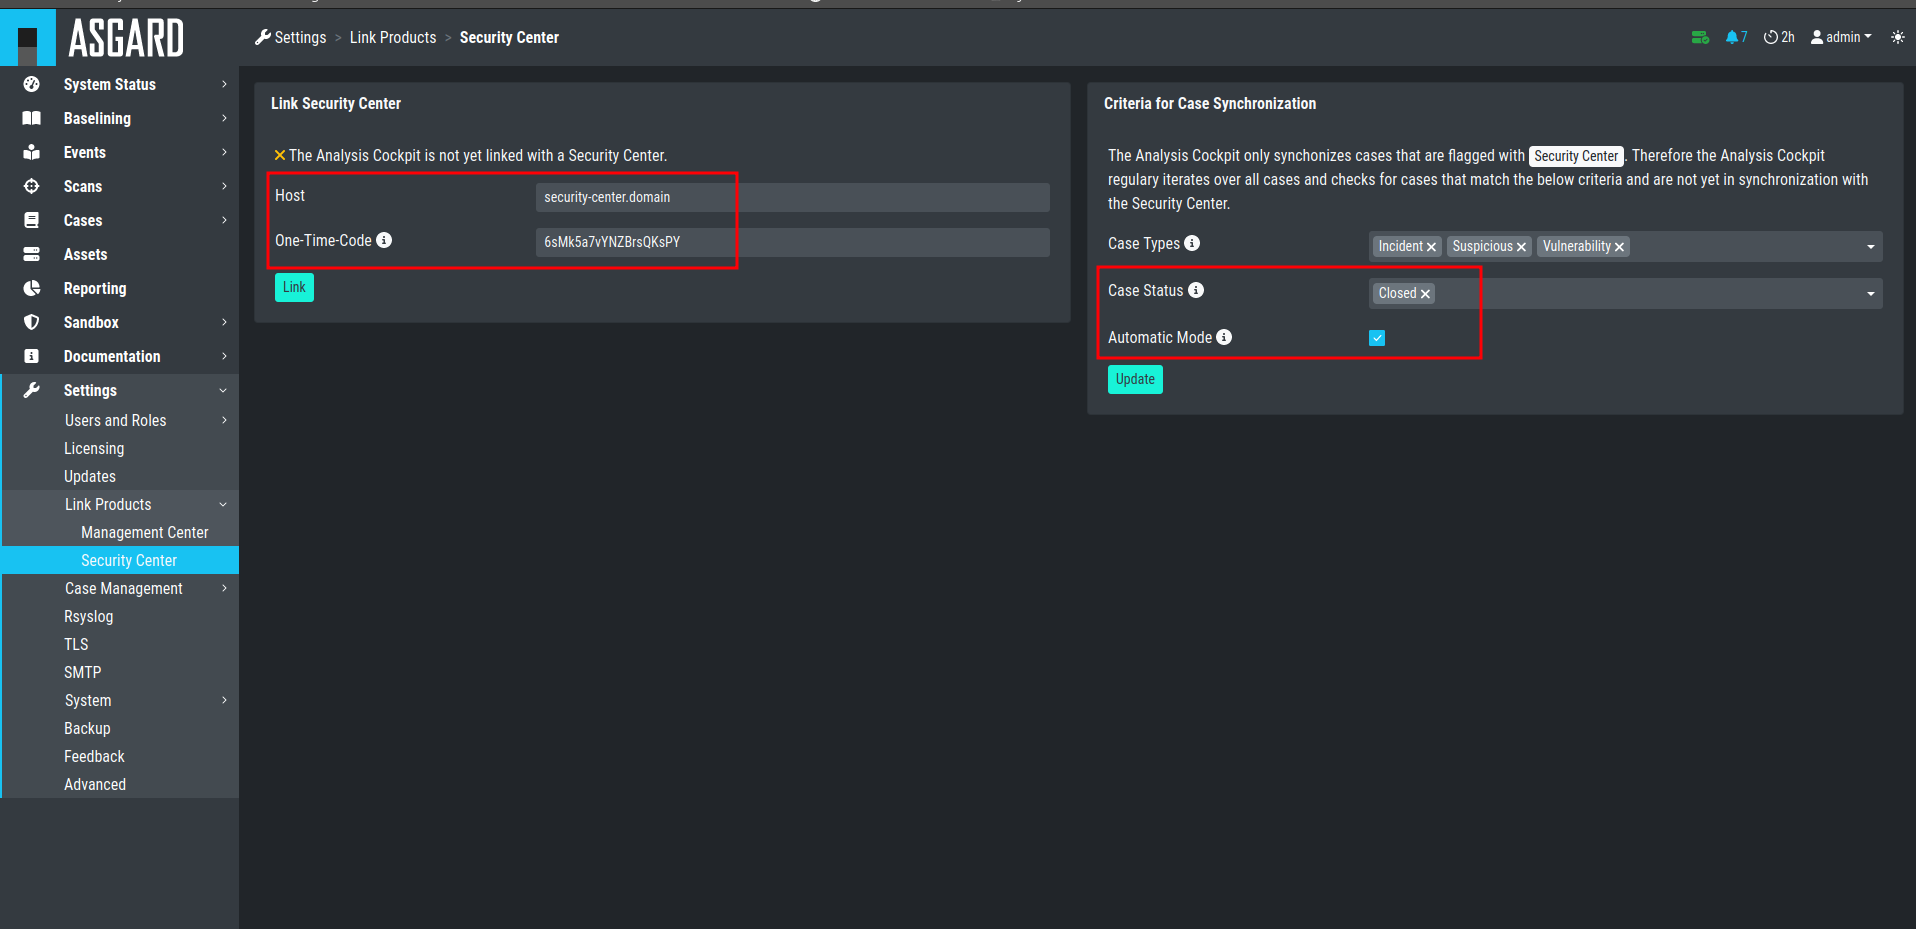 ASGARD
Settings > Link Products > Security Center
7
2h
admin
System Status
Baselining
Events
Scans
Cases
Assets
Reporting
Sandbox
Documentation
Settings
Users and Roles
Licensing
Updates
Link Products
Management Center
Security Center
Case Management
Rsyslog
TLS
SMTP
System
Backup
Feedback
Advanced
Link Security Center
The Analysis Cockpit is not yet linked with a Security Center.
Host
security-center.domain
One-Time-Code
6sMk5a7vYNZBrsQKsPY
Link
Criteria for Case Synchronization
The Analysis Cockpit only synchonizes cases that are flagged with Security Center. Therefore the Analysis Cockpit
regulary iterates over all cases and checks for cases that match the below criteria and are not yet in synchronization with
the Security Center.
Case Types
Incident Suspicious Vulnerability
Case Status
Closed
Automatic Mode
Update